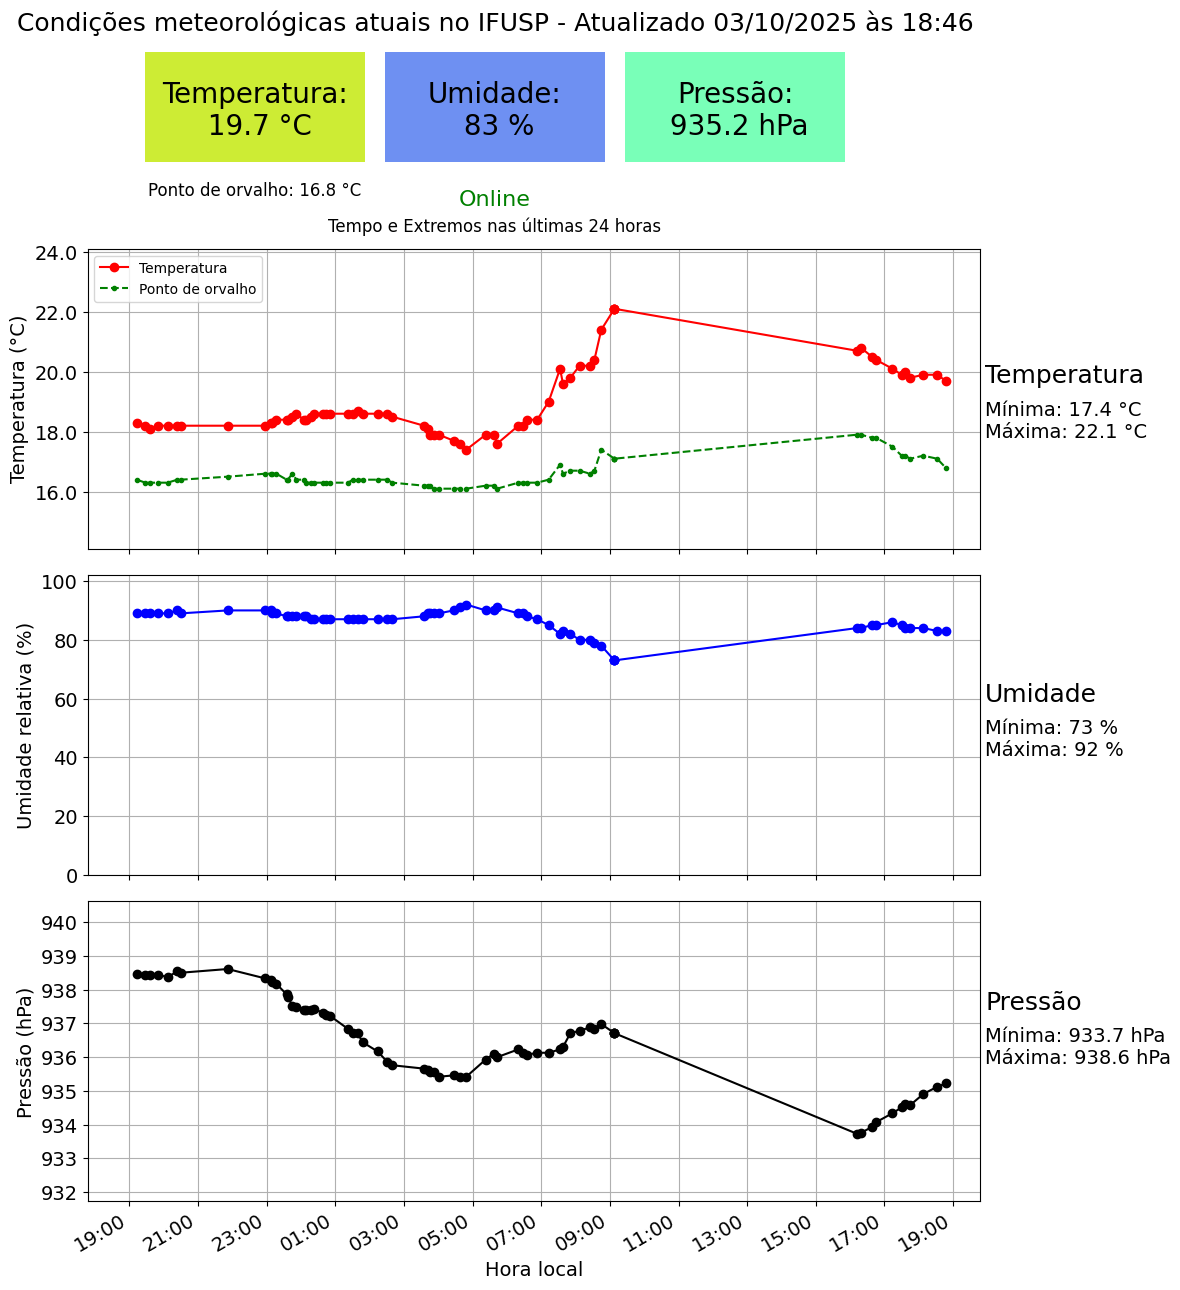 Condições meteorológicas atuais no IFUSP - Atualizado 03/10/2025 às 18:46
Temperatura:
19.7 °C
Umidade:
83 %
Pressão:
935.2 hPa
Ponto de orvalho: 16.8 °C
Online
Tempo e Extremos nas últimas 24 horas
Temperatura (°C)
24.0
22.0
20.0
18.0
16.0
Temperatura
Ponto de orvalho
Temperatura
Mínima: 17.4 °C
Máxima: 22.1 °C
Umidade relativa (%)
100
80
60
40
20
0
Umidade
Mínima: 73 %
Máxima: 92 %
Pressão (hPa)
940
939
938
937
936
935
934
933
932
Pressão
Mínima: 933.7 hPa
Máxima: 938.6 hPa
19:00 21:00 23:00 01:00 03:00 05:00 07:00 09:00 11:00 13:00 15:00 17:00 19:00
Hora local